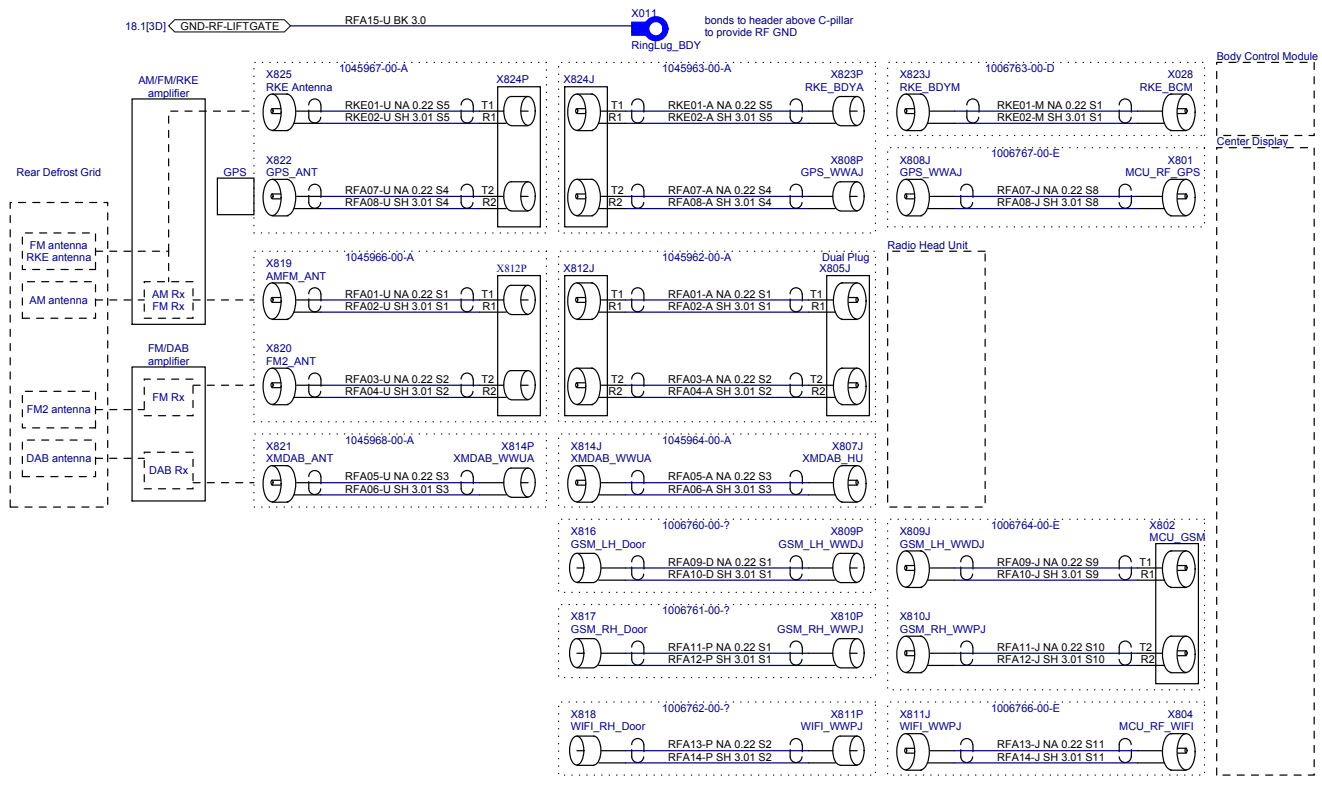 18.1[3D]
GND-RF-LIFTGATE
RFA15-U BK 3.0
X011
RingLug_BDY
bonds to header above C-pillar
to provide RF GND
AM/FM/RKE
amplifier
1045967-00-A
X825
RKE Antenna
X824P
RKE01-U NA 0.22 S5
T1
RKE02-U SH 3.01 S5
R1
X822
GPS_ANT
GPS
RFA07-U NA 0.22 S4
T2
RFA08-U SH 3.01 S4
R2
1045963-00-A
X824J
X823P
RKE_BDYA
T1
RKE01-A NA 0.22 S5
R1
RKE02-A SH 3.01 S5
X808P
GPS_WWAJ
T2
RFA07-A NA 0.22 S4
R2
RFA08-A SH 3.01 S4
1006763-00-D
X823J
RKE_BDYM
X028
RKE_BCM
RKE01-M NA 0.22 S1
RKE02-M SH 3.01 S1
Body Control Module
1006767-00-E
X808J
GPS_WWAJ
X801
MCU_RF_GPS
RFA07-J NA 0.22 S8
RFA08-J SH 3.01 S8
Center Display
Rear Defrost Grid
FM antenna
RKE antenna
AM antenna
AM Rx
FM Rx
1045966-00-A
X819
AMFM_ANT
X812P
RFA01-U NA 0.22 S1
T1
RFA02-U SH 3.01 S1
R1
X820
FM2_ANT
RFA03-U NA 0.22 S2
T2
RFA04-U SH 3.01 S2
R2
1045962-00-A
X812J
Dual Plug
X805J
T1
RFA01-A NA 0.22 S1
T1
R1
RFA02-A SH 3.01 S1
R1
T2
RFA03-A NA 0.22 S2
T2
R2
RFA04-A SH 3.01 S2
R2
Radio Head Unit
FM/DAB
amplifier
FM Rx
FM2 antenna
DAB antenna
DAB Rx
1045968-00-A
X821
XMDAB_ANT
X814P
XMDAB_WWUA
RFA05-U NA 0.22 S3
RFA06-U SH 3.01 S3
1045964-00-A
X814J
XMDAB_WWUA
X807J
XMDAB_HU
RFA05-A NA 0.22 S3
RFA06-A SH 3.01 S3
1006760-00-?
X816
GSM_LH_Door
X809P
GSM_LH_WWDJ
RFA09-D NA 0.22 S1
RFA10-D SH 3.01 S1
1006764-00-E
X809J
GSM_LH_WWDJ
X802
MCU_GSM
RFA09-J NA 0.22 S9
T1
RFA10-J SH 3.01 S9
R1
1006761-00-?
X817
GSM_RH_Door
X810P
GSM_RH_WWPJ
RFA11-P NA 0.22 S1
RFA12-P SH 3.01 S1
X810J
GSM_RH_WWPJ
RFA11-J NA 0.22 S10
T2
RFA12-J SH 3.01 S10
R2
1006762-00-?
X818
WIFI_RH_Door
X811P
WIFI_WWPJ
RFA13-P NA 0.22 S2
RFA14-P SH 3.01 S2
1006766-00-E
X811J
WIFI_WWPJ
X804
MCU_RF_WIFI
RFA13-J NA 0.22 S11
RFA14-J SH 3.01 S11